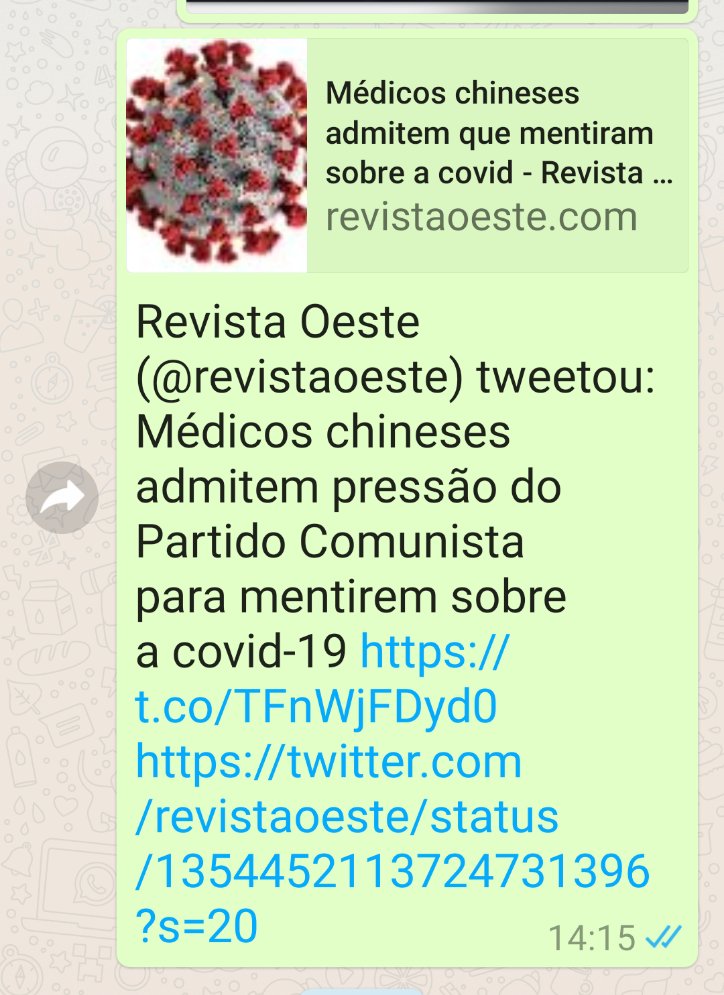 Médicos chineses
admitem que mentiram
sobre a covid - Revista ...
revistaoeste.com
Revista Oeste
(@revistaoeste) tweetou:
Médicos chineses
admitem pressão do
Partido Comunista
para mentirem sobre
a covid-19 https://
t.co/TFnWjFDyd0
https://twitter.com
/revistaoeste/status
/1354452113724731396
?s=20
14:15